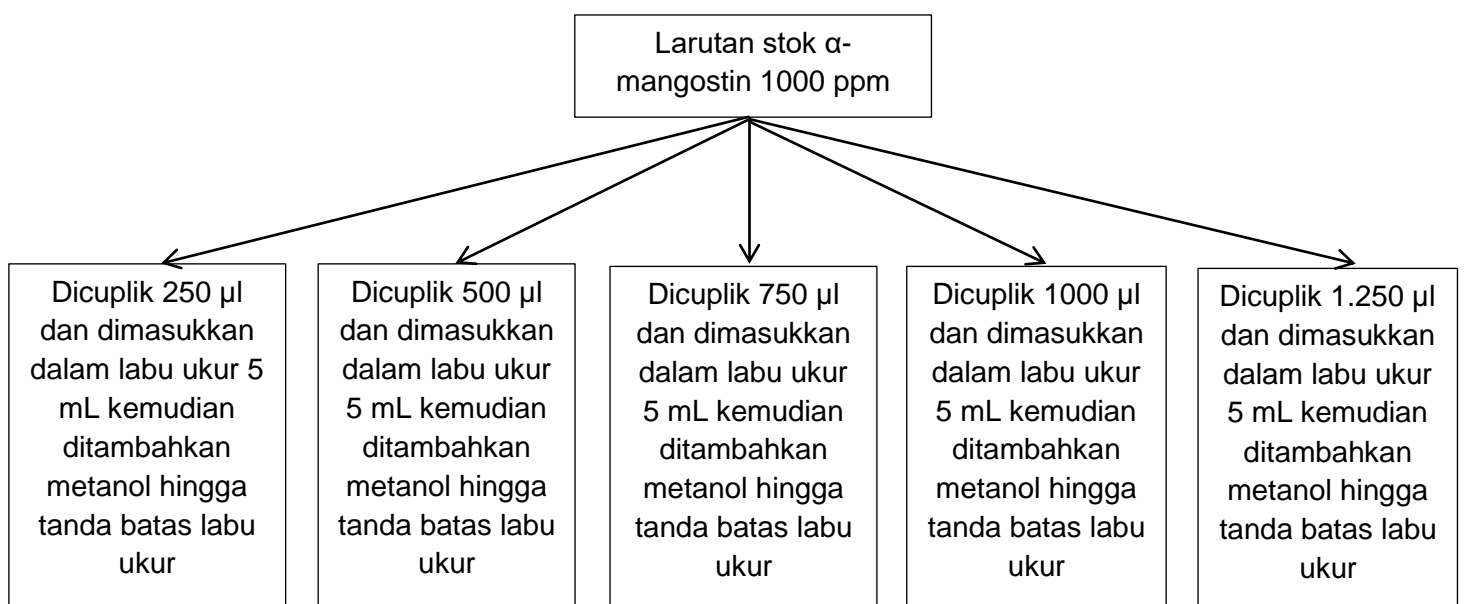 Larutan stok α-
mangostin 1000 ppm
Dicuplik 250 µl
dan dimasukkan
dalam labu ukur 5
mL kemudian
ditambahkan
metanol hingga
tanda batas labu
ukur
Dicuplik 500 µl
dan dimasukkan
dalam labu ukur
5 mL kemudian
ditambahkan
metanol hingga
tanda batas labu
ukur
Dicuplik 750 µl
dan dimasukkan
dalam labu ukur
5 mL kemudian
ditambahkan
metanol hingga
tanda batas labu
ukur
Dicuplik 1000 µl
dan dimasukkan
dalam labu ukur
5 mL kemudian
ditambahkan
metanol hingga
tanda batas labu
ukur
Dicuplik 1.250 µl
dan dimasukkan
dalam labu ukur
5 mL kemudian
ditambahkan
metanol hingga
tanda batas labu
ukur